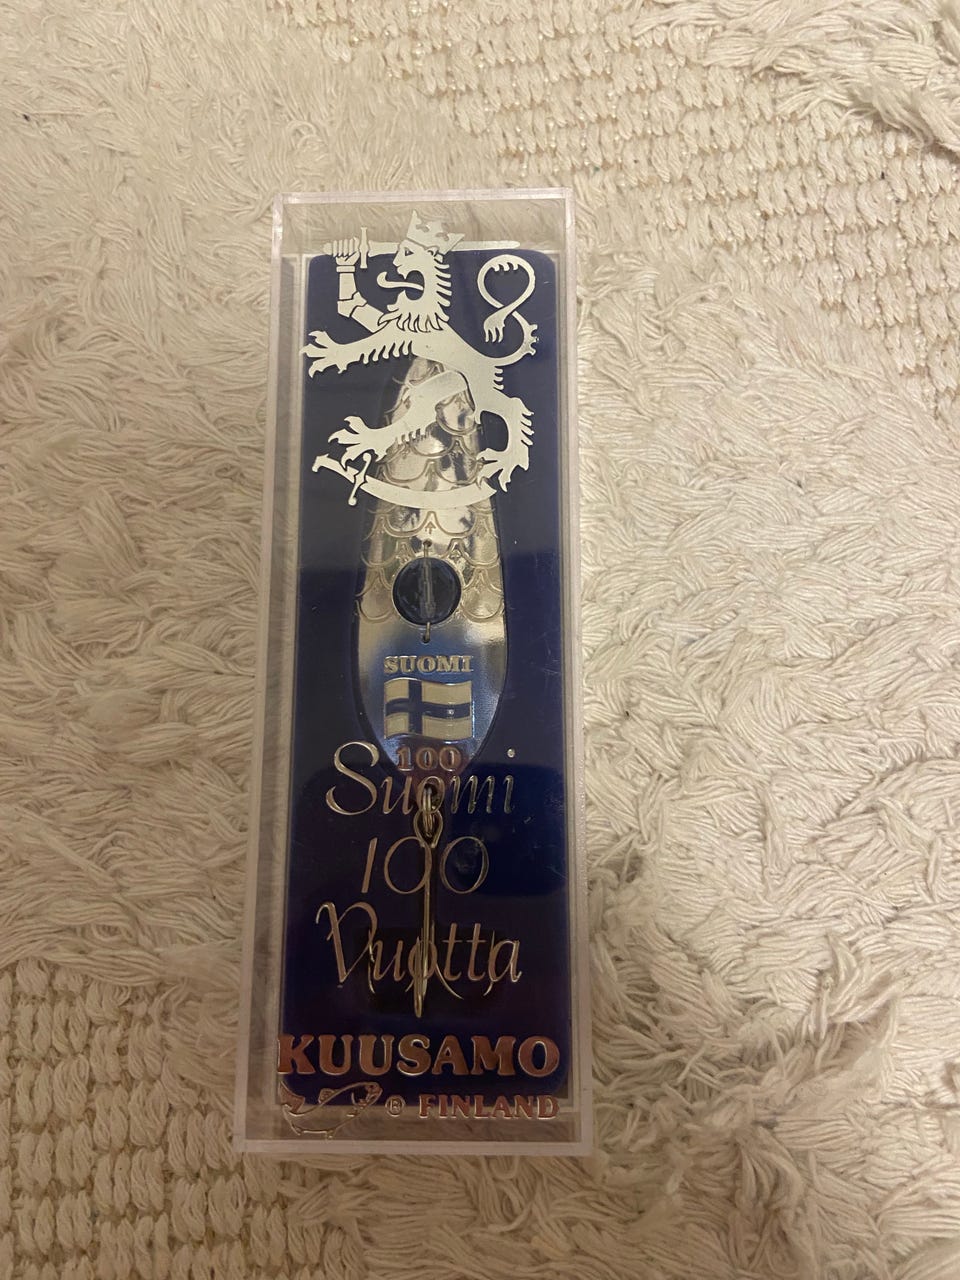 SUOMI
100
Suomi
100
Vuotta
KUUSAMO
® FINLAND